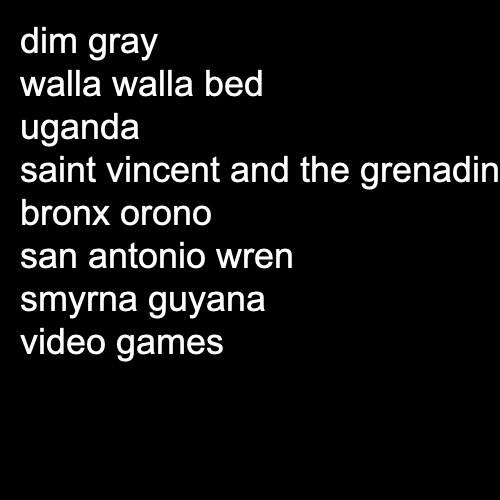 dim gray
walla walla bed
uganda
saint vincent and the grenadin
bronx orono
san antonio wren
smyrna guyana
video games